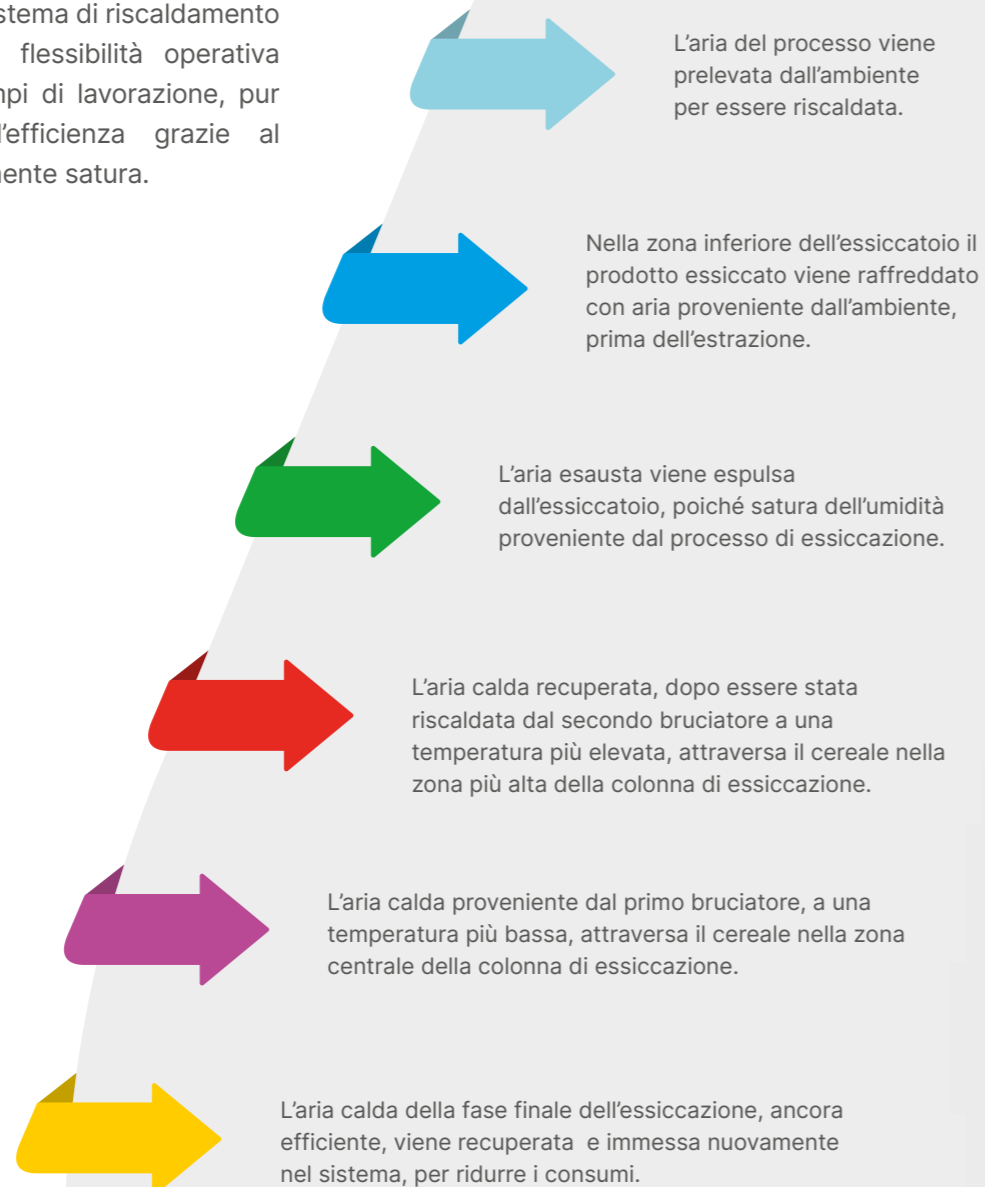 stema di riscaldamento
flessibilità operativa
mpi di lavorazione, pur
l'efficienza grazie al
mente satura.
L'aria del processo viene
prelevata dall'ambiente
per essere riscaldata.
Nella zona inferiore dell'essiccatoio il
prodotto essiccato viene raffreddato
con aria proveniente dall'ambiente,
prima dell'estrazione.
L'aria esausta viene espulsa
dall'essiccatoio, poiché satura dell'umidità
proveniente dal processo di essiccazione.
L'aria calda recuperata, dopo essere stata
riscaldata dal secondo bruciatore a una
temperatura più elevata, attraversa il cereale nella
zona più alta della colonna di essiccazione.
L'aria calda proveniente dal primo bruciatore, a una
temperatura più bassa, attraversa il cereale nella zona
centrale della colonna di essiccazione.
L'aria calda della fase finale dell'essiccazione, ancora
efficiente, viene recuperata e immessa nuovamente
nel sistema, per ridurre i consumi.